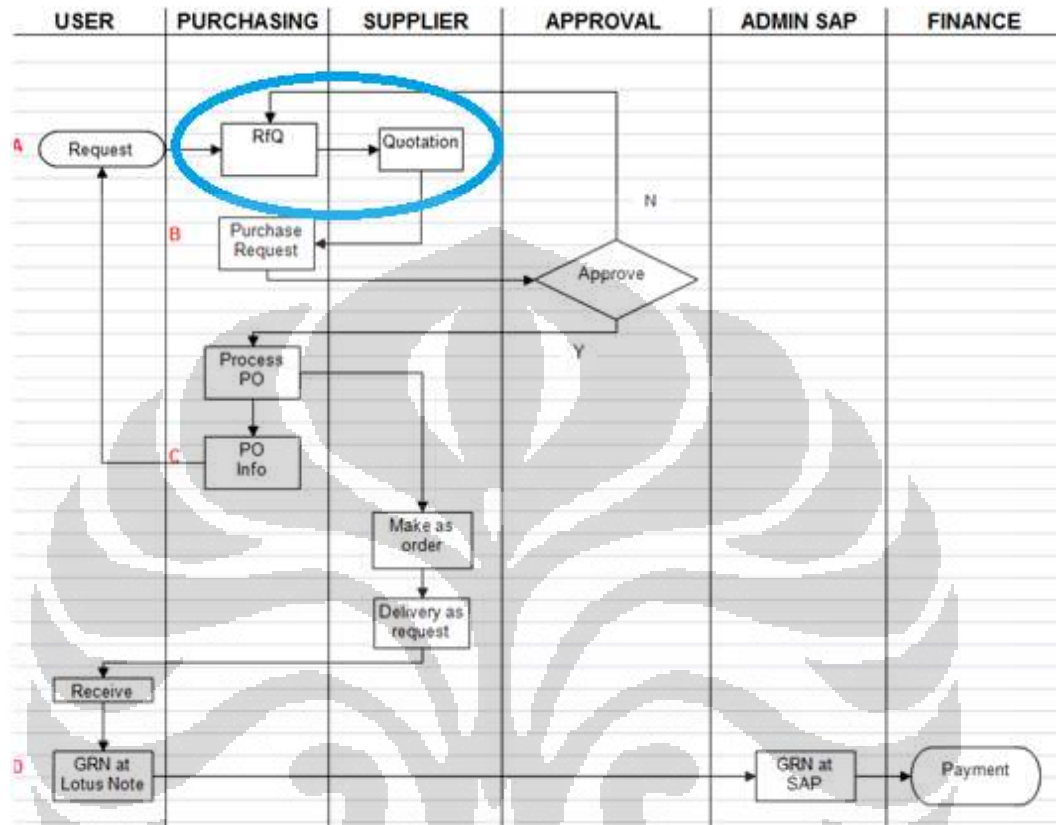 USER PURCHASING SUPPLIER APPROVAL ADMIN SAP FINANCE
A
Request
RfQ
Quotation
N
B
Purchase
Request
Approve
Y
Process
PO
C
PO
Info
Make as
order
Delivery as
request
Receive
D
GRN at
Lotus Note
GRN at
SAP
Payment